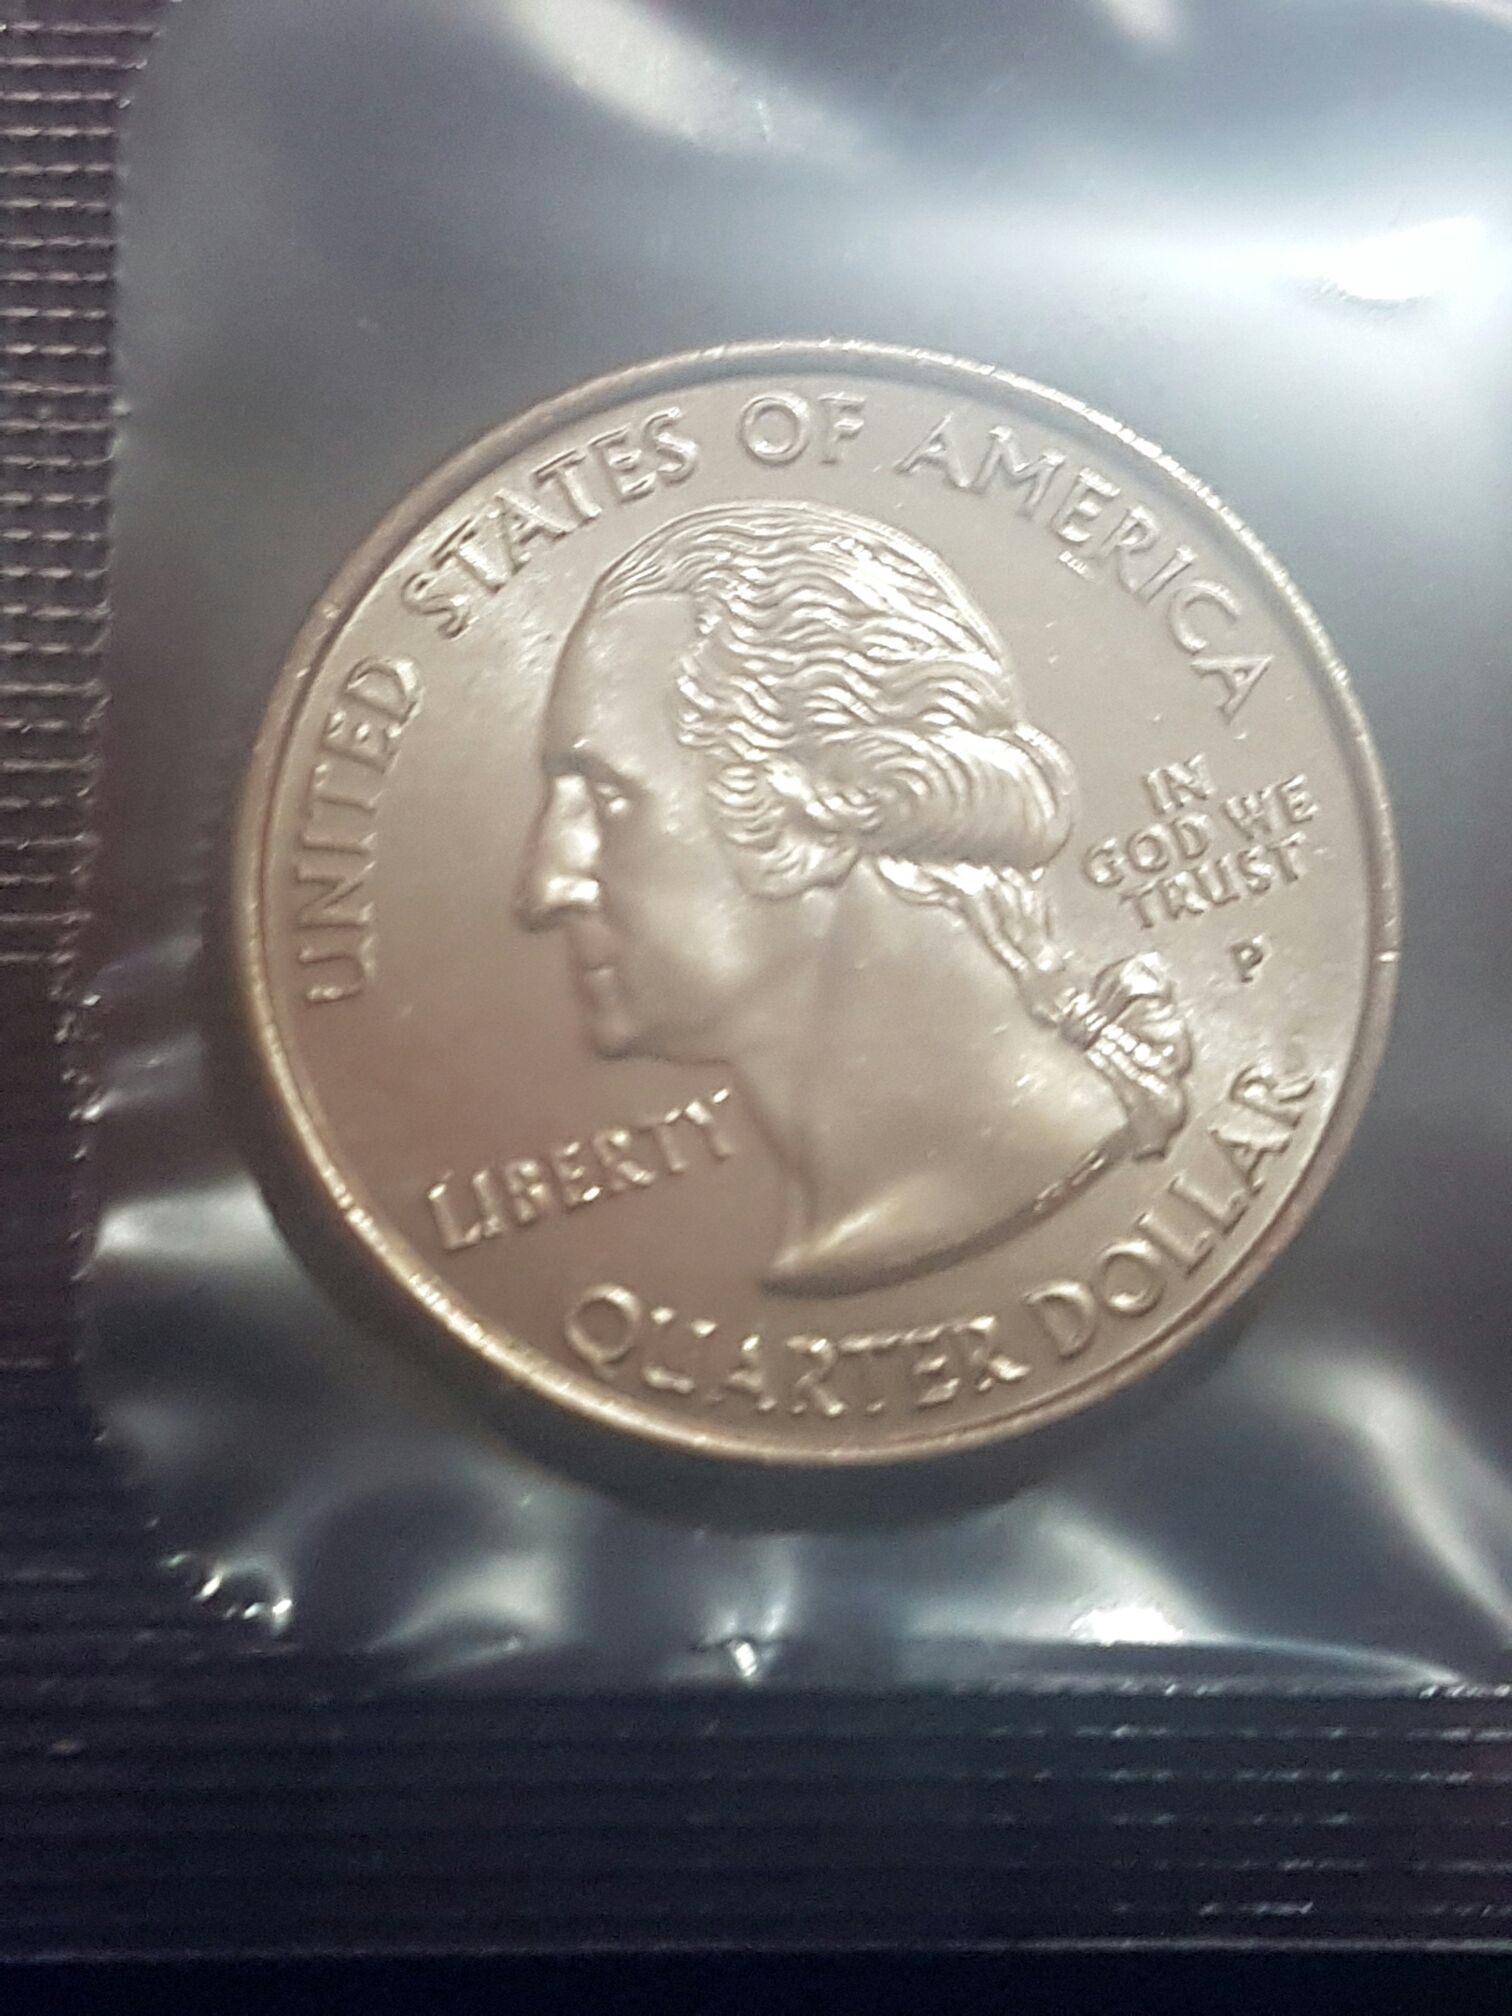 UNITED STATES OF AMERICA
IN
GOD WE
TRUST
P
LIBERTY
QUARTER DOLLAR